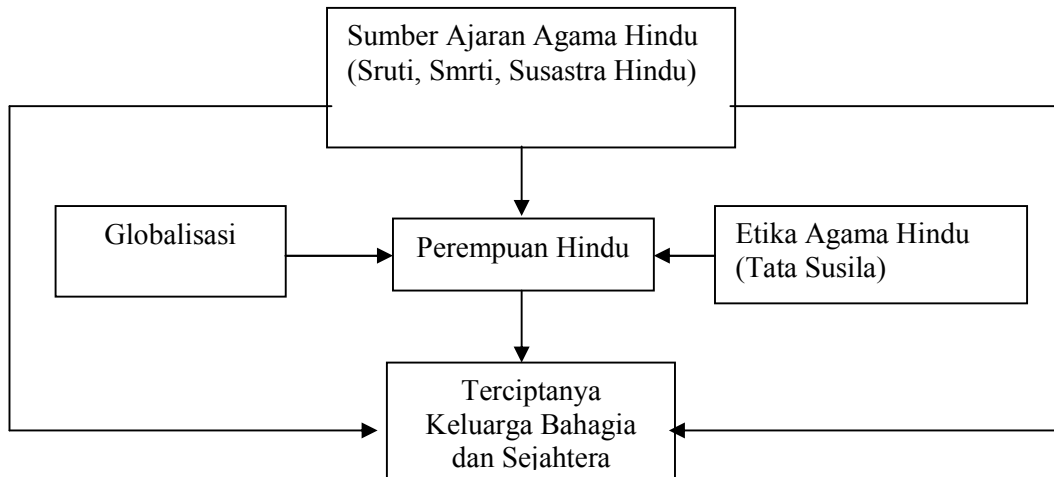 Sumber Ajaran Agama Hindu
(Sruti, Smrti, Susastra Hindu)
Globalisasi
Perempuan Hindu
Etika Agama Hindu
(Tata Susila)
Terciptanya
Keluarga Bahagia
dan Sejahtera